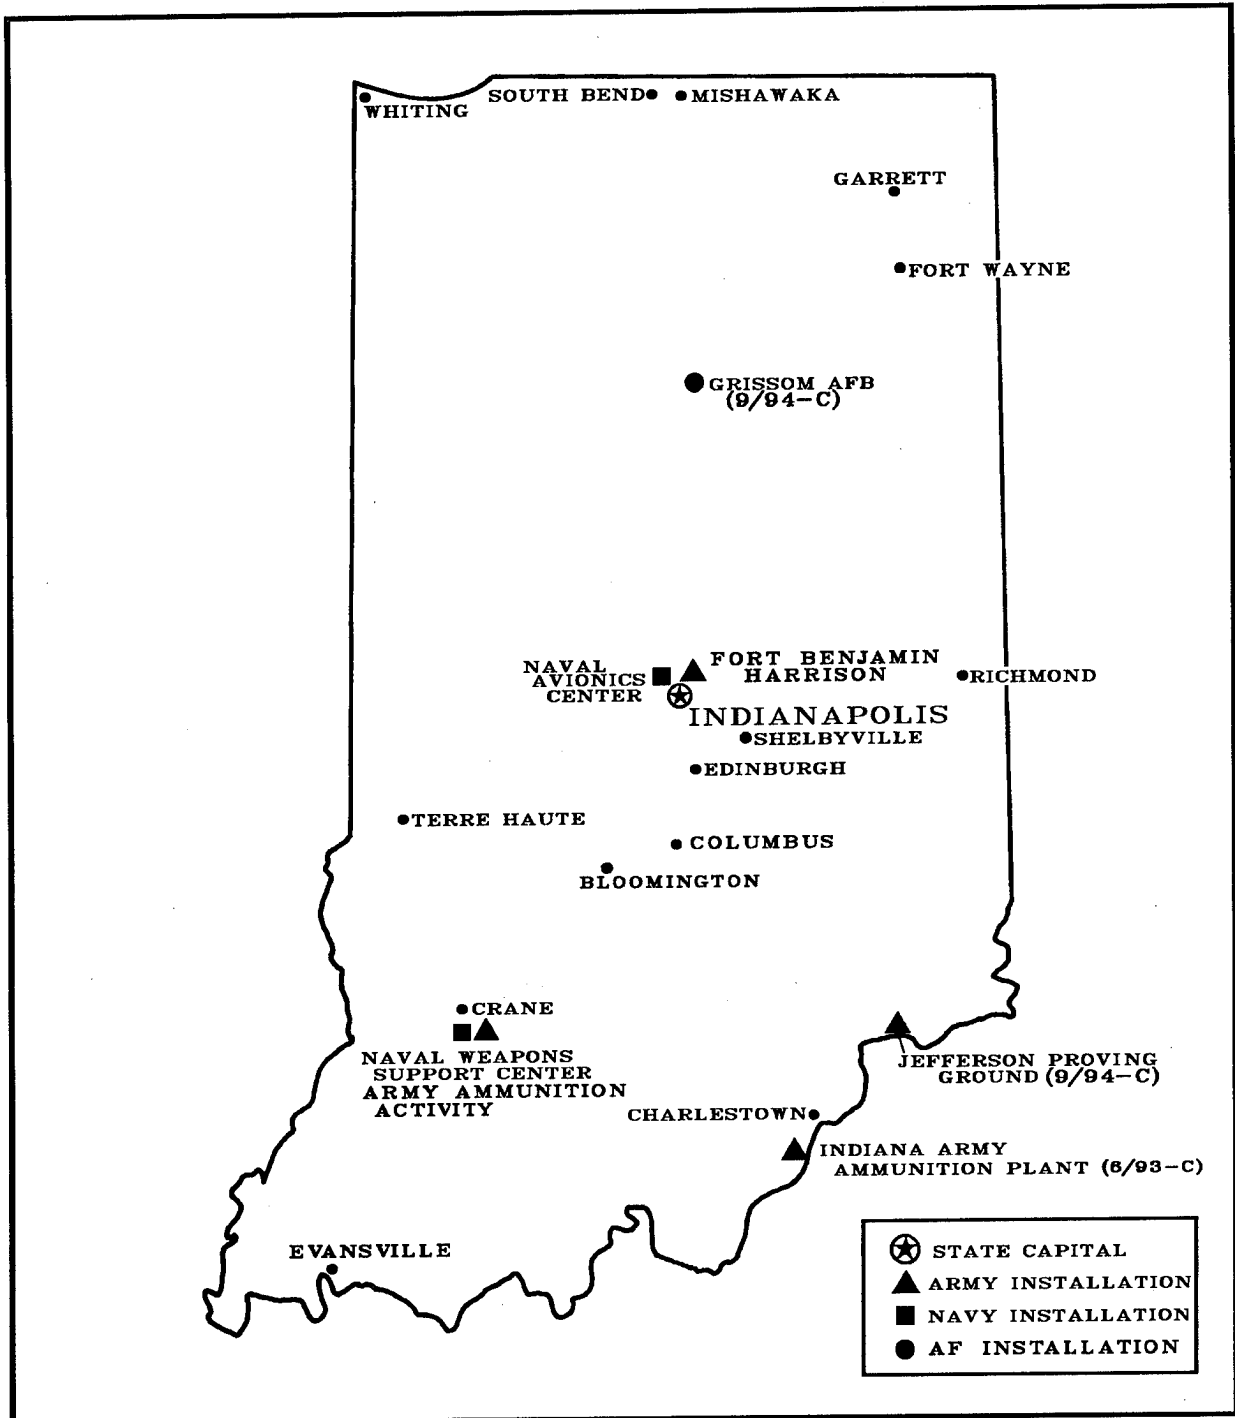 WHITING
SOUTH BEND
MISHAWAKA
GARRETT
FORT WAYNE
GRISSOM AFB
(9/94-C)
NAVAL
AVIONICS
CENTER
FORT BENJAMIN
HARRISON
RICHMOND
INDIANAPOLIS
SHELBYVILLE
EDINBURGH
TERRE HAUTE
COLUMBUS
BLOOMINGTON
CRANE
NAVAL WEAPONS
SUPPORT CENTER
ARMY AMMUNITION
ACTIVITY
JEFFERSON PROVING
GROUND (9/94-C)
CHARLESTOWN
INDIANA ARMY
AMMUNITION PLANT (6/93-C)
EVANSVILLE
STATE CAPITAL
ARMY INSTALLATION
NAVY INSTALLATION
AF INSTALLATION